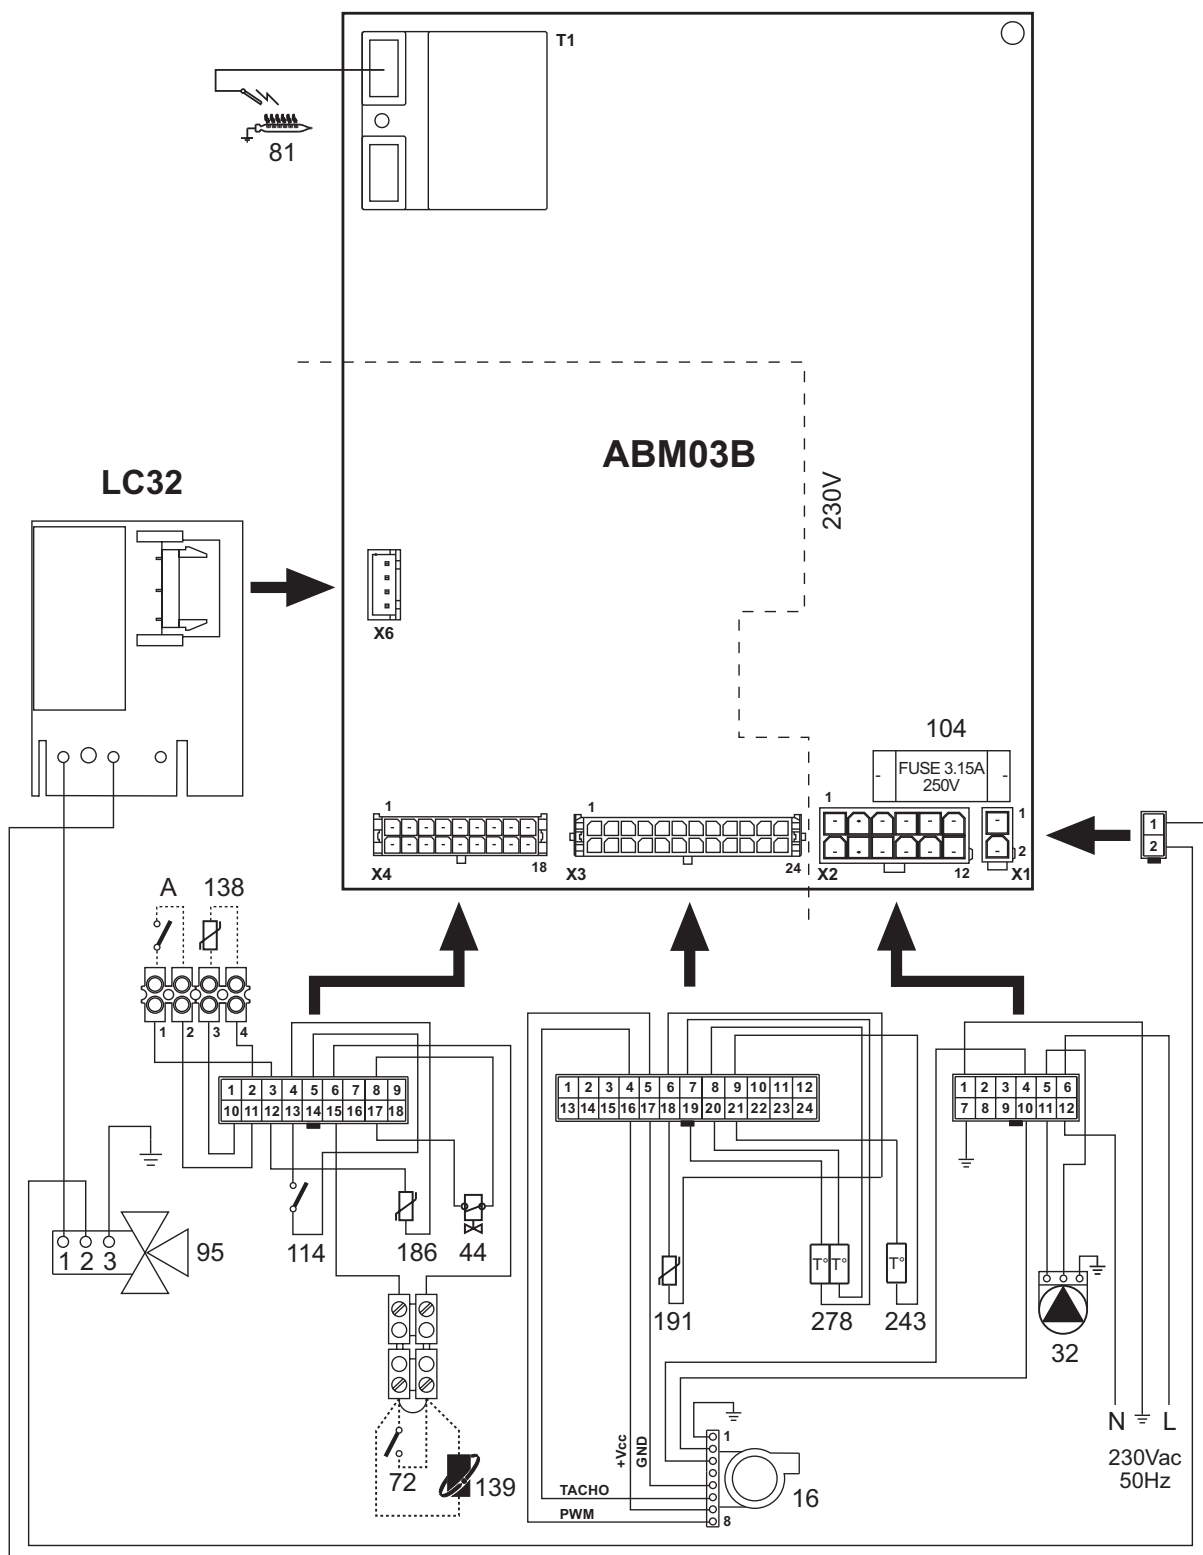 T1
81
ABM03B
230V
LC32
X6
104
FUSE 3.15A
250V
1
18
X4
1
24
X3
1
12
X2
1
2
X1
1
2
A
138
1
2
3
4
1 2 3 4 5 6 7 8 9
10 11 12 13 14 15 16 17 18
1 2 3 4 5 6 7 8 9 10 11 12
13 14 15 16 17 18 19 20 21 22 23 24
1 2 3 4 5 6
7 8 9 10 11 12
1 2 3
95
114
186
44
T° T°
T°
191
278
243
32
N L
230Vac
50Hz
72
139
+Vcc
GND
TACHO
PWM
1
8
16